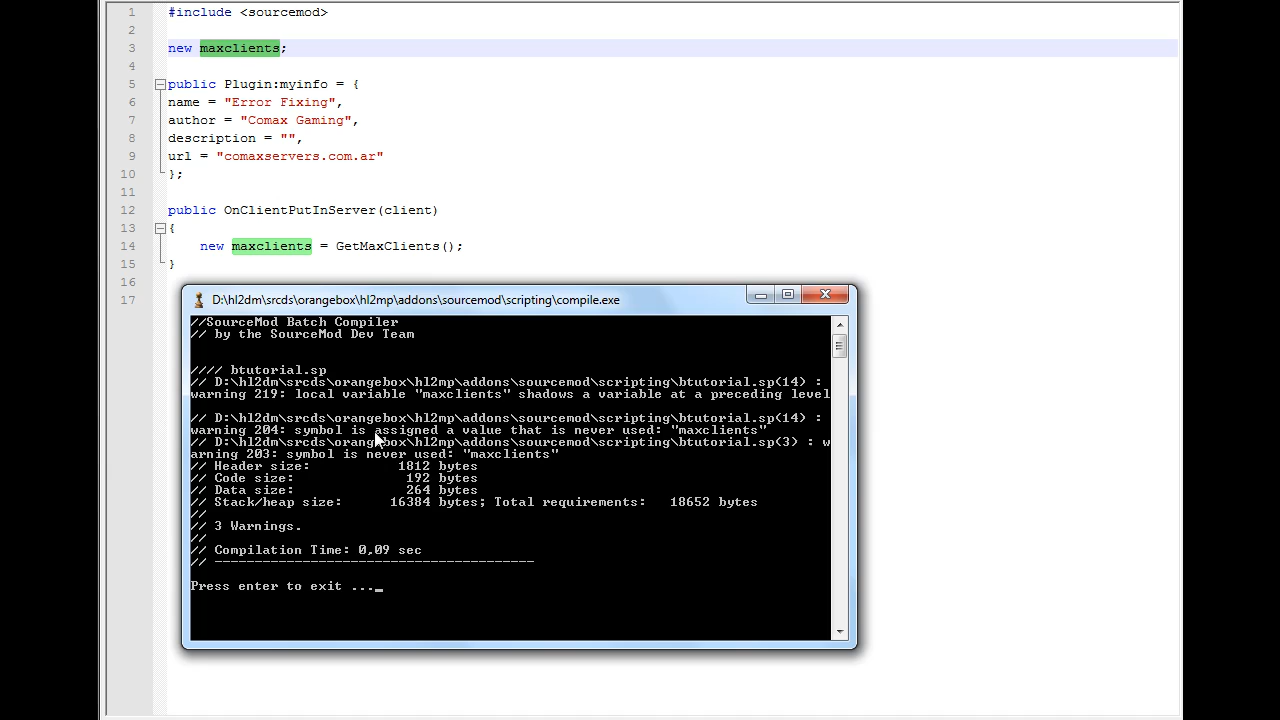 1 #include <sourcemod>
2
3 new maxclients;
4
5 public Plugin:myinfo = {
6 name = "Error Fixing",
7 author = "Comax Gaming",
8 description = "",
9 url = "comaxservers.com.ar"
10 };
11
12 public OnClientPutInServer(client)
13 {
14 new maxclients = GetMaxClients();
15 }
16
17
D:\hl2dm\srcds\orangebox\hl2mp\addons\sourcemod\scripting\compile.exe
//SourceMod Batch Compiler
// by the SourceMod Dev Team
//// btutorial.sp
// D:\hl2dm\srcds\orangebox\hl2mp\addons\sourcemod\scripting\btutorial.sp(14) :
warning 219: local variable "maxclients" shadows a variable at a preceding level
// D:\hl2dm\srcds\orangebox\hl2mp\addons\sourcemod\scripting\btutorial.sp(14) :
warning 204: symbol is assigned a value that is never used: "maxclients"
// D:\hl2dm\srcds\orangebox\hl2mp\addons\sourcemod\scripting\btutorial.sp(3) : w
arning 203: symbol is never used: "maxclients"
// Header size: 1812 bytes
// Code size: 192 bytes
// Data size: 264 bytes
// Stack/heap size: 16384 bytes; Total requirements: 18652 bytes
//
// 3 Warnings.
//
// Compilation Time: 0,09 sec
// ----------------------------------------
Press enter to exit ..._